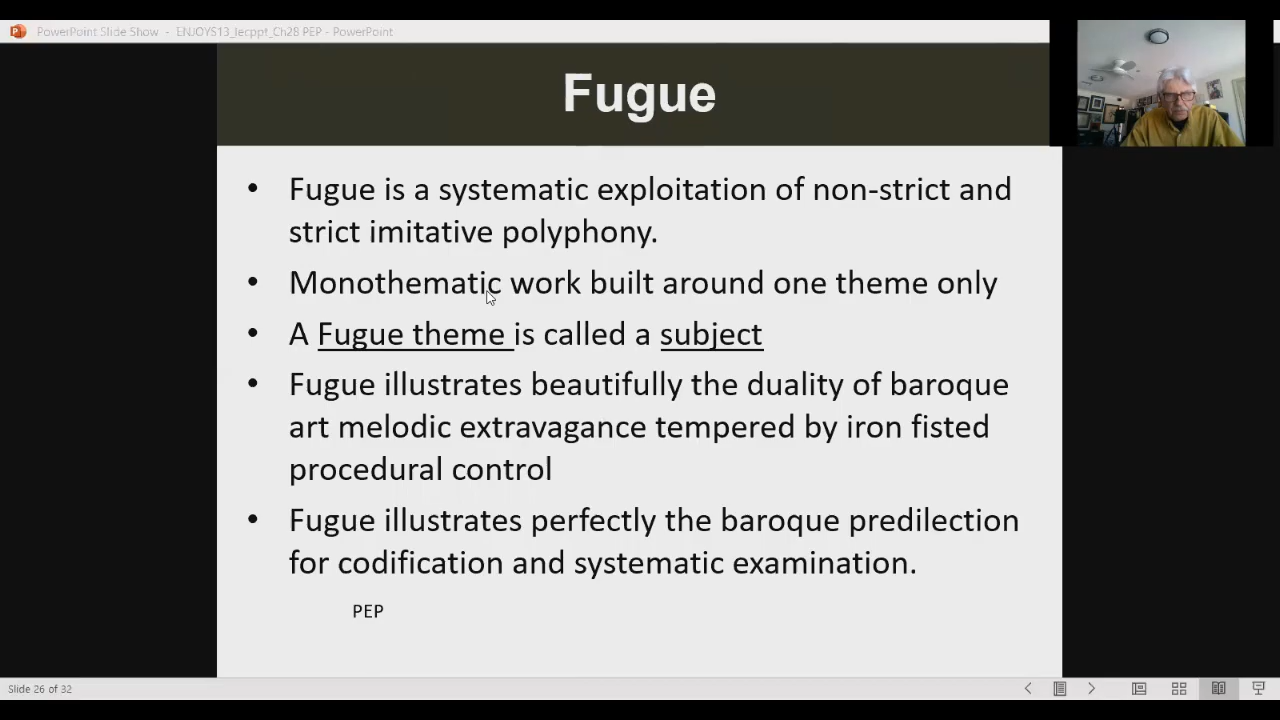 PowerPoint Slide Show - ENJOYS13_lecppt_Ch28 PEP - PowerPoint
Fugue
• Fugue is a systematic exploitation of non-strict and
strict imitative polyphony.
• Monothematic work built around one theme only
• A Fugue theme is called a subject
• Fugue illustrates beautifully the duality of baroque
art melodic extravagance tempered by iron fisted
procedural control
• Fugue illustrates perfectly the baroque predilection
for codification and systematic examination.
PEP
Slide 26 of 32